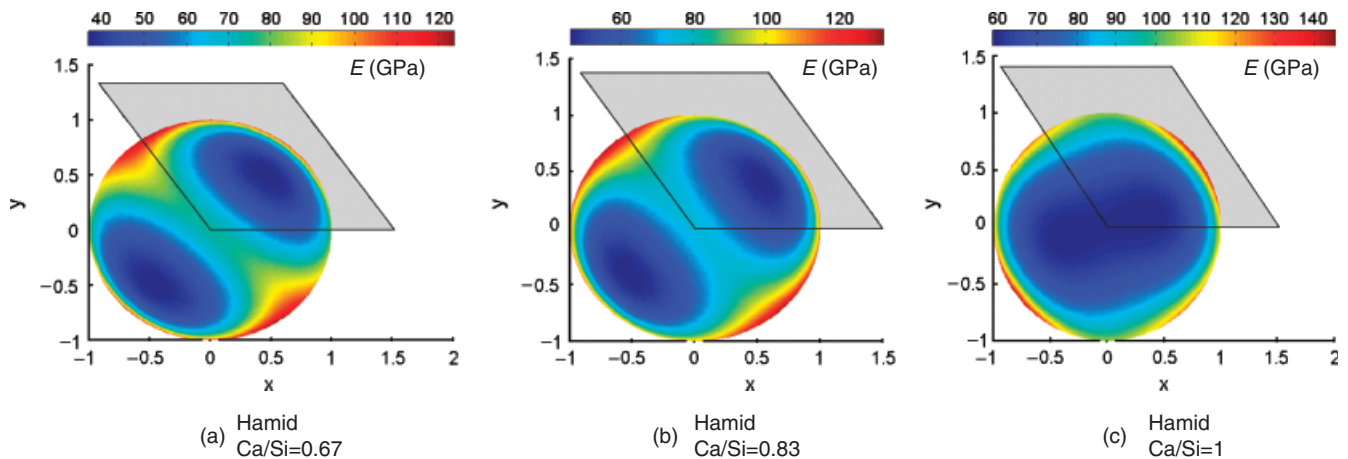 40 50 60 70 80 90 100 110 120
E (GPa)
1.5
1
0.5
0
−0.5
−1
y
−1 −0.5 0 0.5 1 1.5 2
x
(a) Hamid
Ca/Si=0.67
60 80 100 120
E (GPa)
1.5
1
0.5
0
−0.5
−1
y
−1 −0.5 0 0.5 1 1.5
x
(b) Hamid
Ca/Si=0.83
60 70 80 90 100 110 120 130 140
E (GPa)
1.5
1
0.5
0
−0.5
−1
y
−1 −0.5 0 0.5 1 1.5 2
x
(c) Hamid
Ca/Si=1